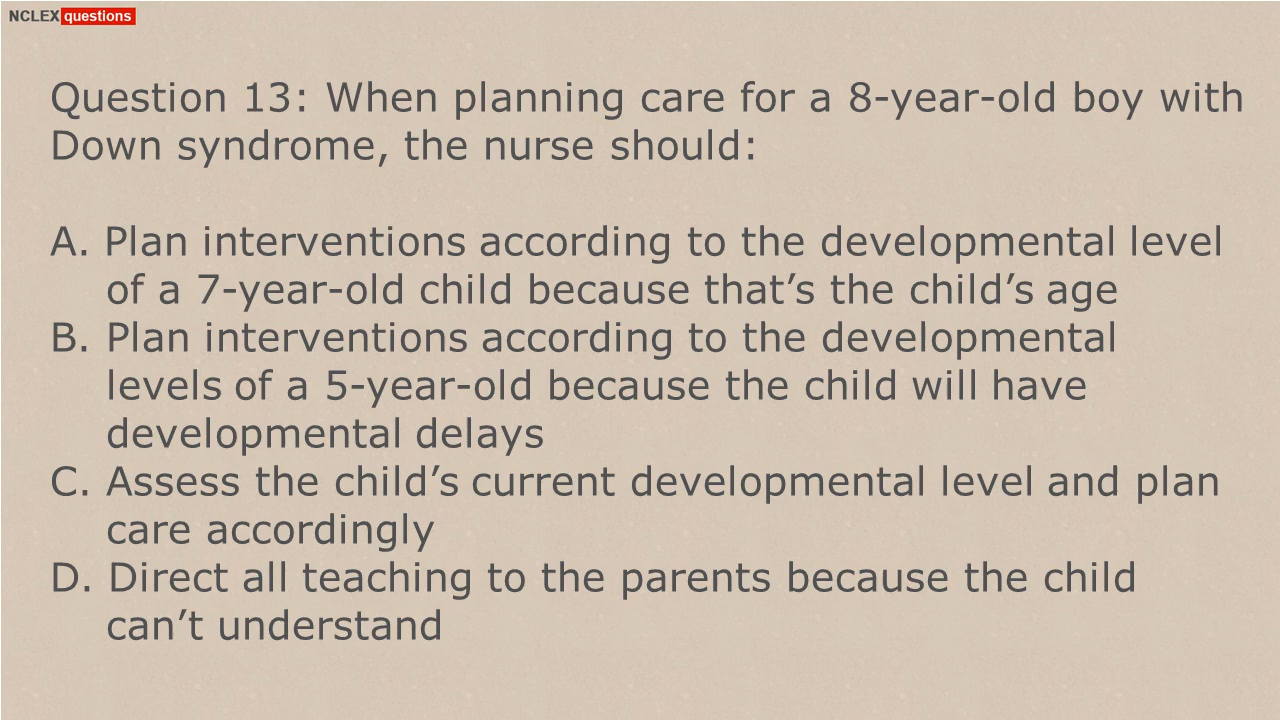 NCLEX questions
Question 13: When planning care for a 8-year-old boy with
Down syndrome, the nurse should:
A. Plan interventions according to the developmental level
of a 7-year-old child because that’s the child’s age
B. Plan interventions according to the developmental
levels of a 5-year-old because the child will have
developmental delays
C. Assess the child’s current developmental level and plan
care accordingly
D. Direct all teaching to the parents because the child
can’t understand